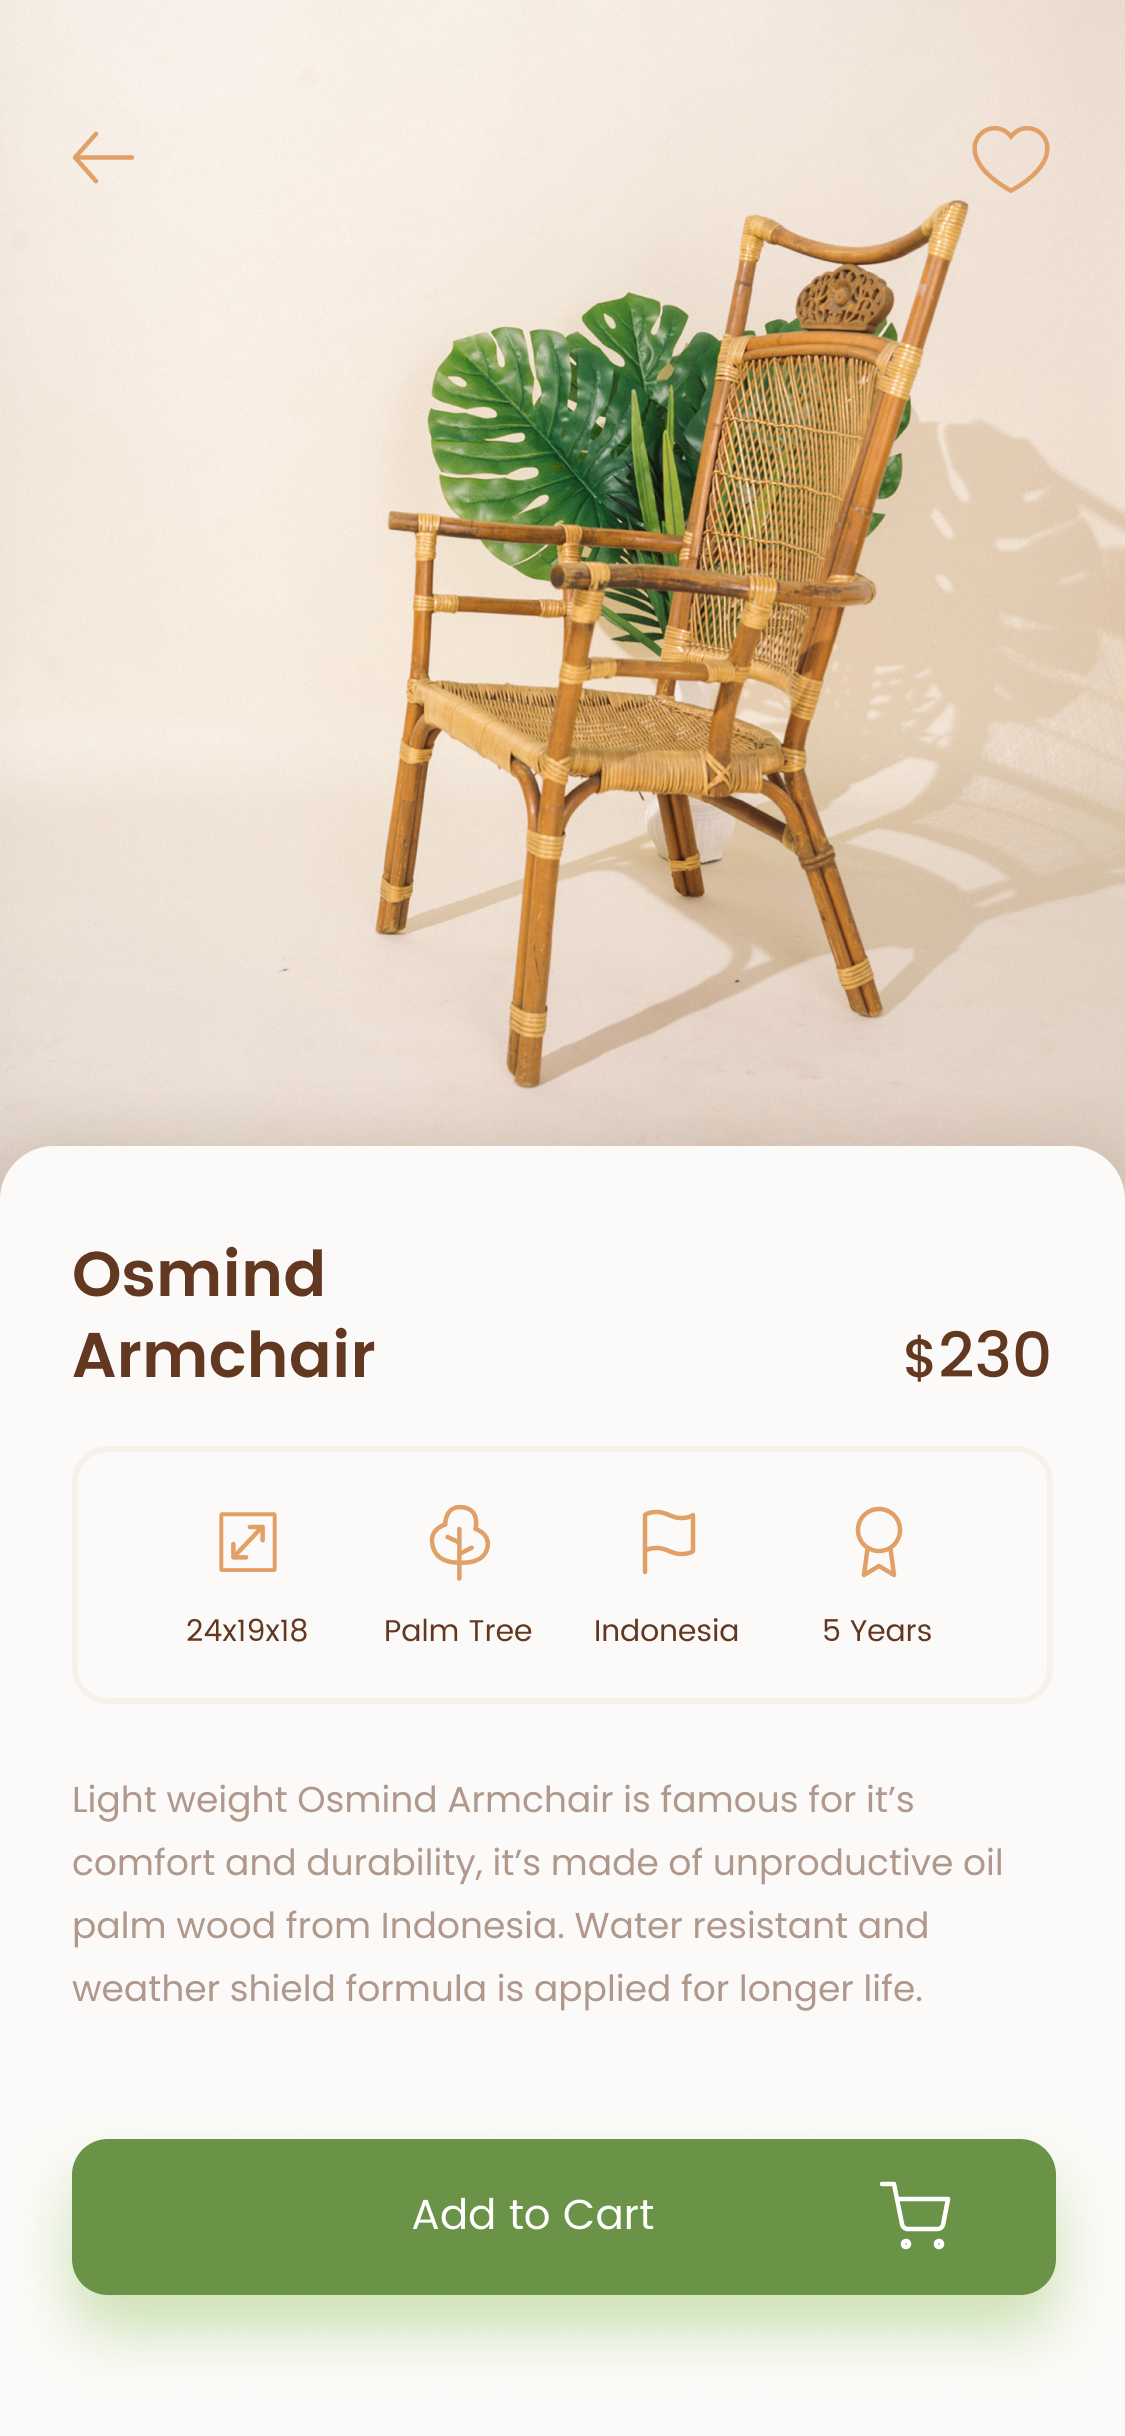 Osmind
Armchair
$230
24x19x18
Palm Tree
Indonesia
5 Years
Light weight Osmind Armchair is famous for it’s
comfort and durability, it’s made of unproductive oil
palm wood from Indonesia. Water resistant and
weather shield formula is applied for longer life.
Add to Cart